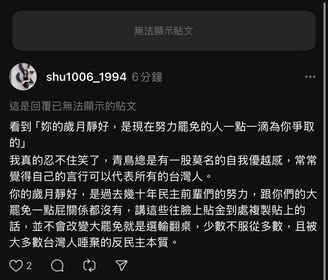 無法顯示貼文
shu1006_1994 6分鐘
這是回覆已無法顯示的貼文
看到「妳的歲月靜好，是現在努力罷免的人一點一滴為你爭取
的」
我真的忍不住笑了，青鳥總是有一股莫名的自我優越感，常常
覺得自己的言行可以代表所有的台灣人。
你的歲月靜好，是過去幾十年民主前輩們的努力，跟你們的大
罷免一點屁關係都沒有，講這些往臉上貼金到處複製貼上的
話，並不會改變大罷免就是選輸翻桌，少數不服從多數，且被
大多數台灣人唾棄的反民主本質。
2